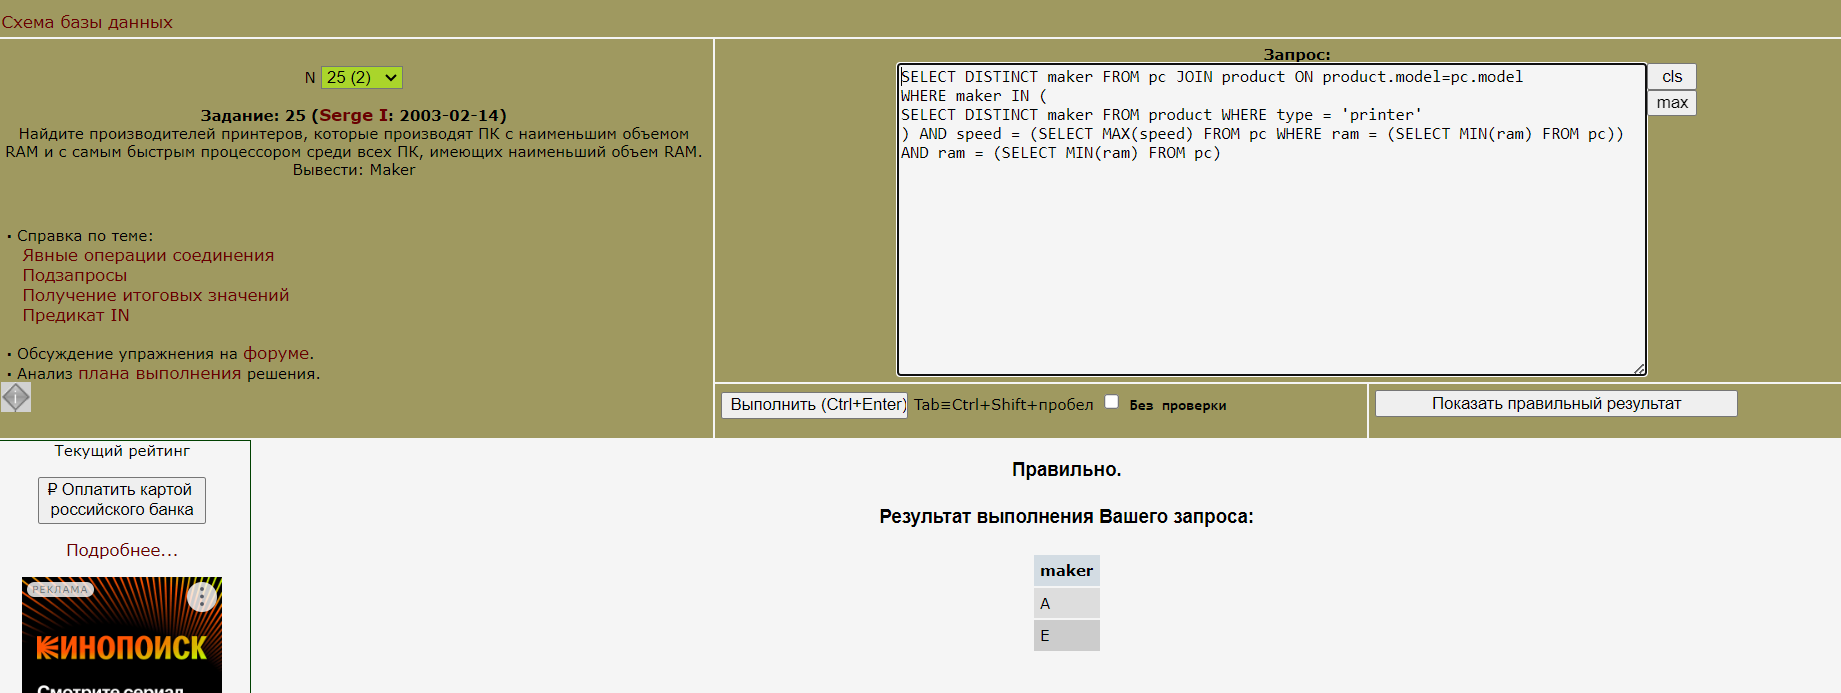 Схема базы данных
N 25 (2)
Задание: 25 (Serge I: 2003-02-14)
Найдите производителей принтеров, которые производят ПК с наименьшим объемом
RAM и с самым быстрым процессором среди всех ПК, имеющих наименьший объем RAM.
Вывести: Maker
· Справка по теме:
Явные операции соединения
Подзапросы
Получение итоговых значений
Предикат IN
· Обсуждение упражнения на форуме.
· Анализ плана выполнения решения.
Запрос:
SELECT DISTINCT maker FROM pc JOIN product ON product.model=pc.model
WHERE maker IN (
SELECT DISTINCT maker FROM product WHERE type = 'printer'
) AND speed = (SELECT MAX(speed) FROM pc WHERE ram = (SELECT MIN(ram) FROM pc))
AND ram = (SELECT MIN(ram) FROM pc)
cls
max
Выполнить (Ctrl+Enter) Tab≡Ctrl+Shift+пробел Без проверки
Показать правильный результат
Текущий рейтинг
₽ Оплатить картой
российского банка
Подробнее...
РЕКЛАМА
КИНОПОИСК
Смотрите сериал
Правильно.
Результат выполнения Вашего запроса:
maker
A
E